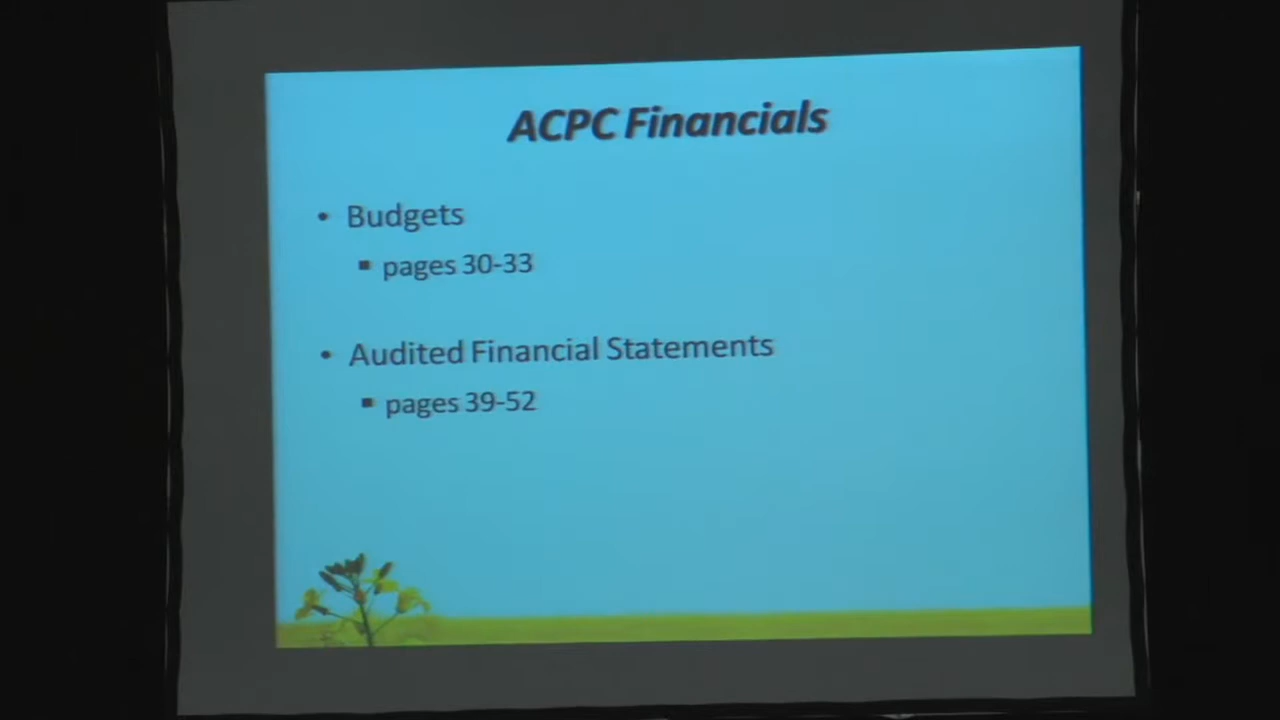 ACPC Financials
• Budgets
▪ pages 30-33
• Audited Financial Statements
▪ pages 39-52